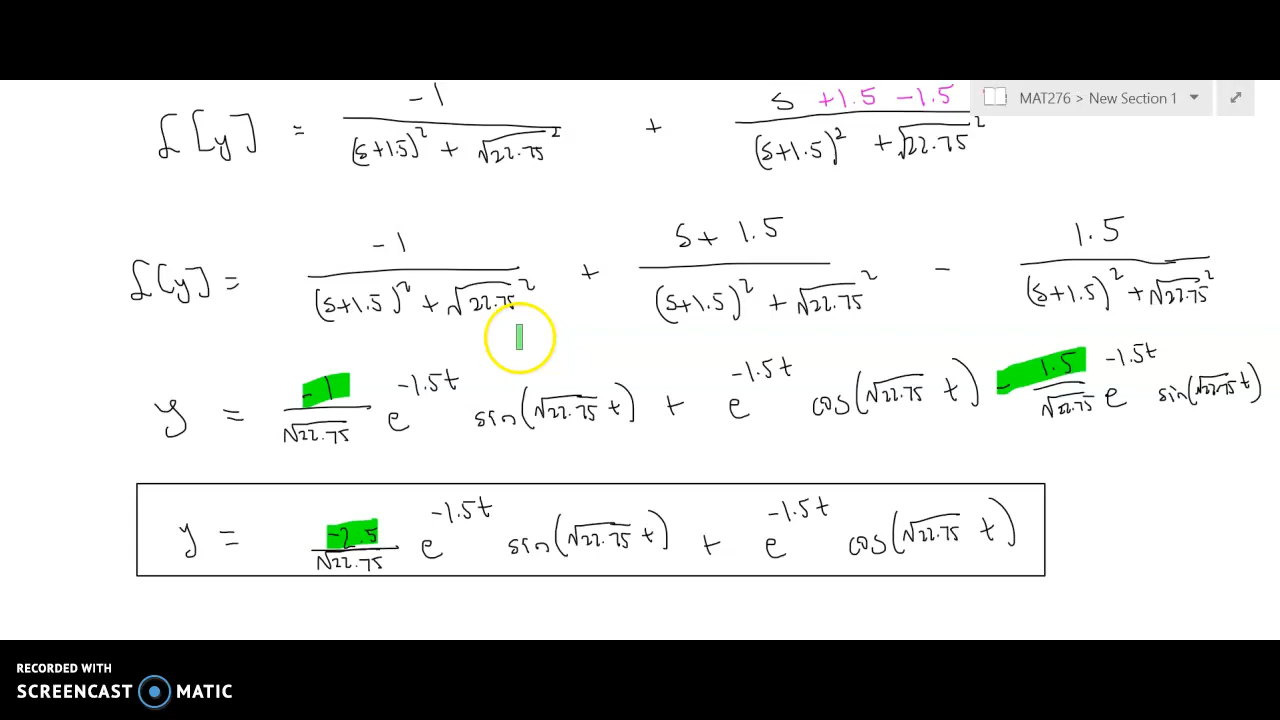 MAT276 > New Section 1
£[y] = -1 / ((s+1.5)² + √22.75²) + s +1.5 -1.5 / ((s+1.5)² + √22.75²)
£[y] = -1 / ((s+1.5)² + √22.75²) + s + 1.5 / ((s+1.5)² + √22.75²) - 1.5 / ((s+1.5)² + √22.75²)
y = -1/√22.75 e^(-1.5t) sin(√22.75 t) + e^(-1.5t) cos(√22.75 t) - 1.5/√22.75 e^(-1.5t) sin(√22.75 t)
y = -2.5/√22.75 e^(-1.5t) sin(√22.75 t) + e^(-1.5t) cos(√22.75 t)
RECORDED WITH
SCREENCAST MATIC